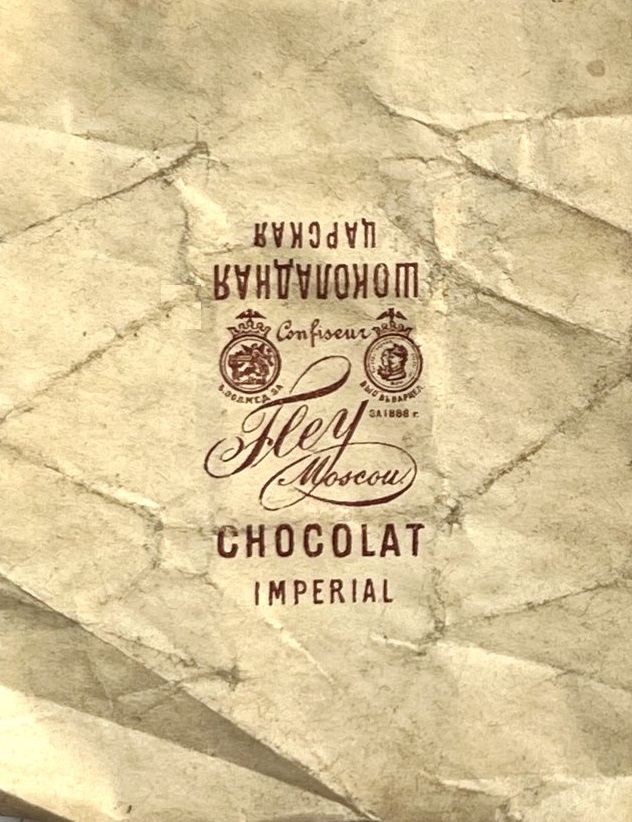 ЦАРСКАЯ
ШОКОЛАДНАЯ
Confiseur
ЗА 1888 г.
Fley
Moscou
CHOCOLAT
IMPERIAL